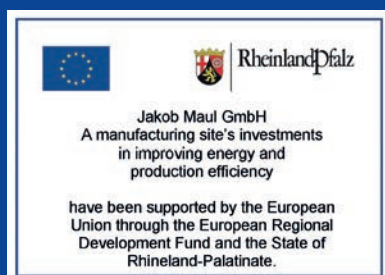 RheinlandPfalz
Jakob Maul GmbH
A manufacturing site's investments
in improving energy and
production efficiency
have been supported by the European
Union through the European Regional
Development Fund and the State of
Rhineland-Palatinate.